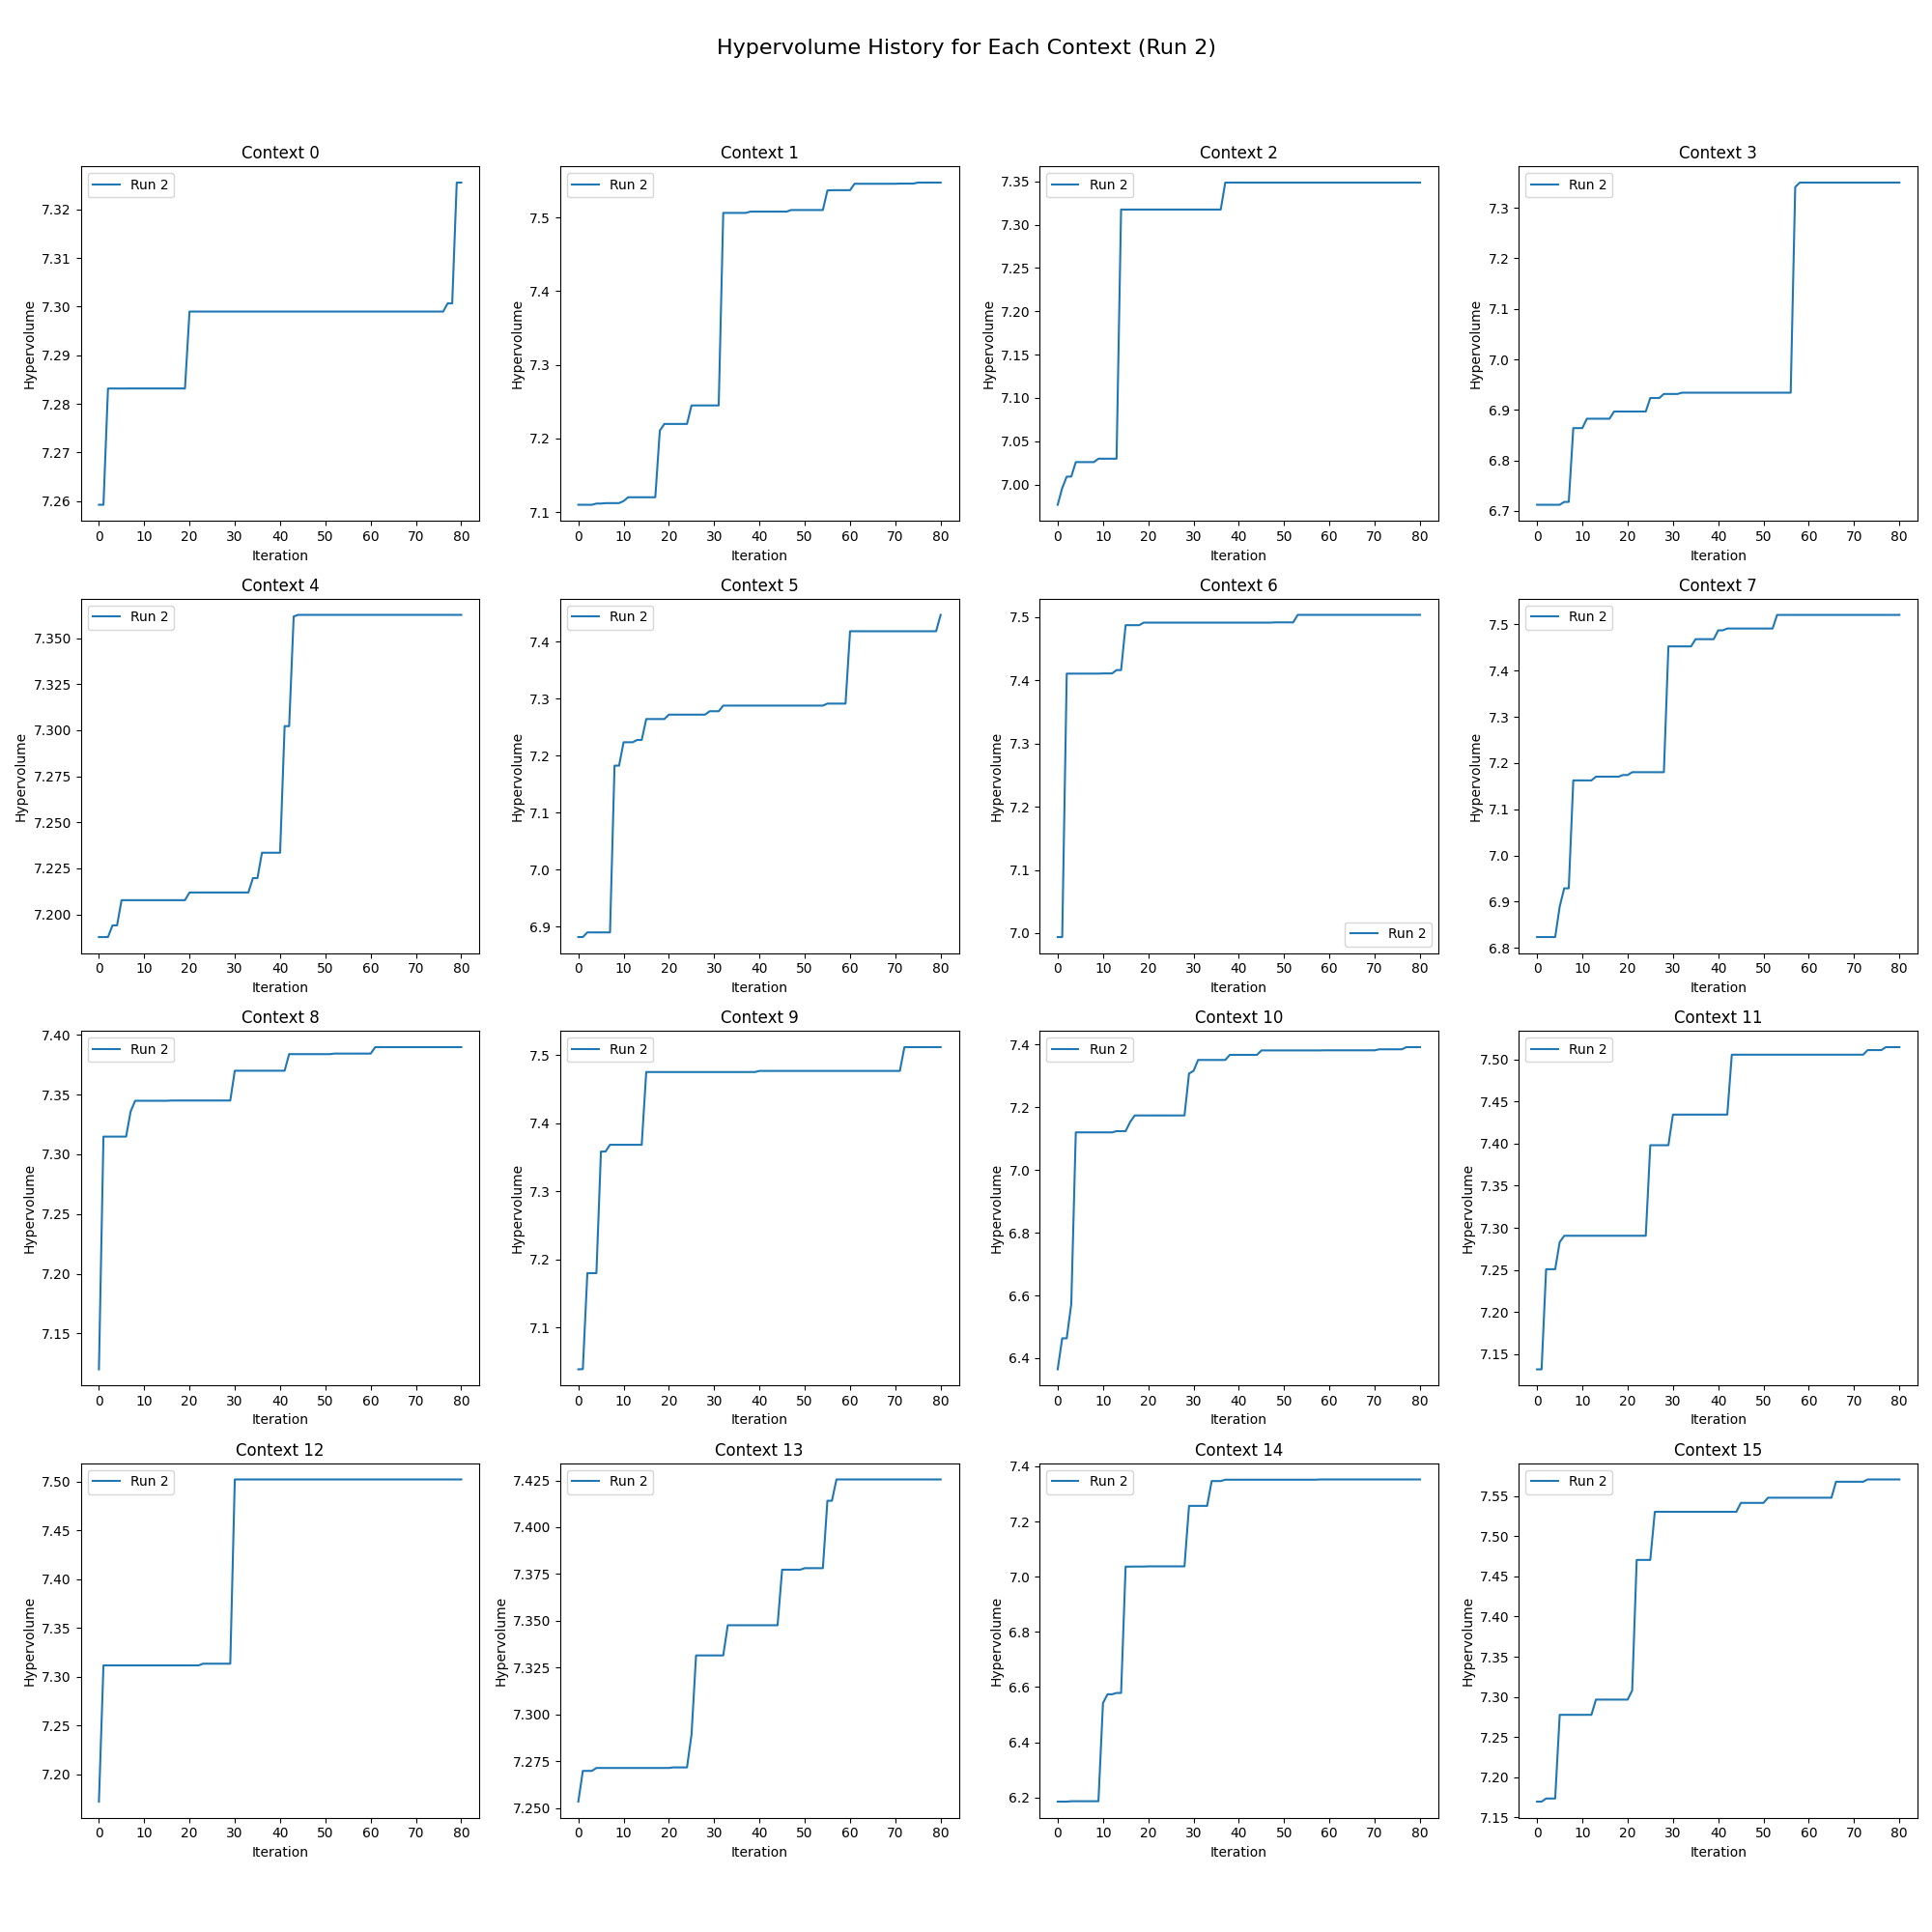 Hypervolume History for Each Context (Run 2)
Context 0
Run 2
7.32
7.31
7.30
7.29
7.28
7.27
7.26
Hypervolume
0 10 20 30 40 50 60 70 80
Iteration
Context 1
Run 2
7.5
7.4
7.3
7.2
7.1
Hypervolume
0 10 20 30 40 50 60 70 80
Iteration
Context 2
Run 2
7.35
7.30
7.25
7.20
7.15
7.10
7.05
7.00
Hypervolume
0 10 20 30 40 50 60 70 80
Iteration
Context 3
Run 2
7.3
7.2
7.1
7.0
6.9
6.8
6.7
Hypervolume
0 10 20 30 40 50 60 70 80
Iteration
Context 4
Run 2
7.350
7.325
7.300
7.275
7.250
7.225
7.200
Hypervolume
0 10 20 30 40 50 60 70 80
Iteration
Context 5
Run 2
7.4
7.3
7.2
7.1
7.0
6.9
Hypervolume
0 10 20 30 40 50 60 70 80
Iteration
Context 6
7.5
7.4
7.3
7.2
7.1
7.0
Hypervolume
Run 2
0 10 20 30 40 50 60 70 80
Iteration
Context 7
Run 2
7.5
7.4
7.3
7.2
7.1
7.0
6.9
6.8
Hypervolume
0 10 20 30 40 50 60 70 80
Iteration
Context 8
Run 2
7.40
7.35
7.30
7.25
7.20
7.15
Hypervolume
0 10 20 30 40 50 60 70 80
Iteration
Context 9
Run 2
7.5
7.4
7.3
7.2
7.1
Hypervolume
0 10 20 30 40 50 60 70 80
Iteration
Context 10
Run 2
7.4
7.2
7.0
6.8
6.6
6.4
Hypervolume
0 10 20 30 40 50 60 70 80
Iteration
Context 11
Run 2
7.50
7.45
7.40
7.35
7.30
7.25
7.20
7.15
Hypervolume
0 10 20 30 40 50 60 70 80
Iteration
Context 12
Run 2
7.50
7.45
7.40
7.35
7.30
7.25
7.20
Hypervolume
0 10 20 30 40 50 60 70 80
Iteration
Context 13
Run 2
7.425
7.400
7.375
7.350
7.325
7.300
7.275
7.250
Hypervolume
0 10 20 30 40 50 60 70 80
Iteration
Context 14
Run 2
7.4
7.2
7.0
6.8
6.6
6.4
6.2
Hypervolume
0 10 20 30 40 50 60 70 80
Iteration
Context 15
Run 2
7.55
7.50
7.45
7.40
7.35
7.30
7.25
7.20
7.15
Hypervolume
0 10 20 30 40 50 60 70 80
Iteration